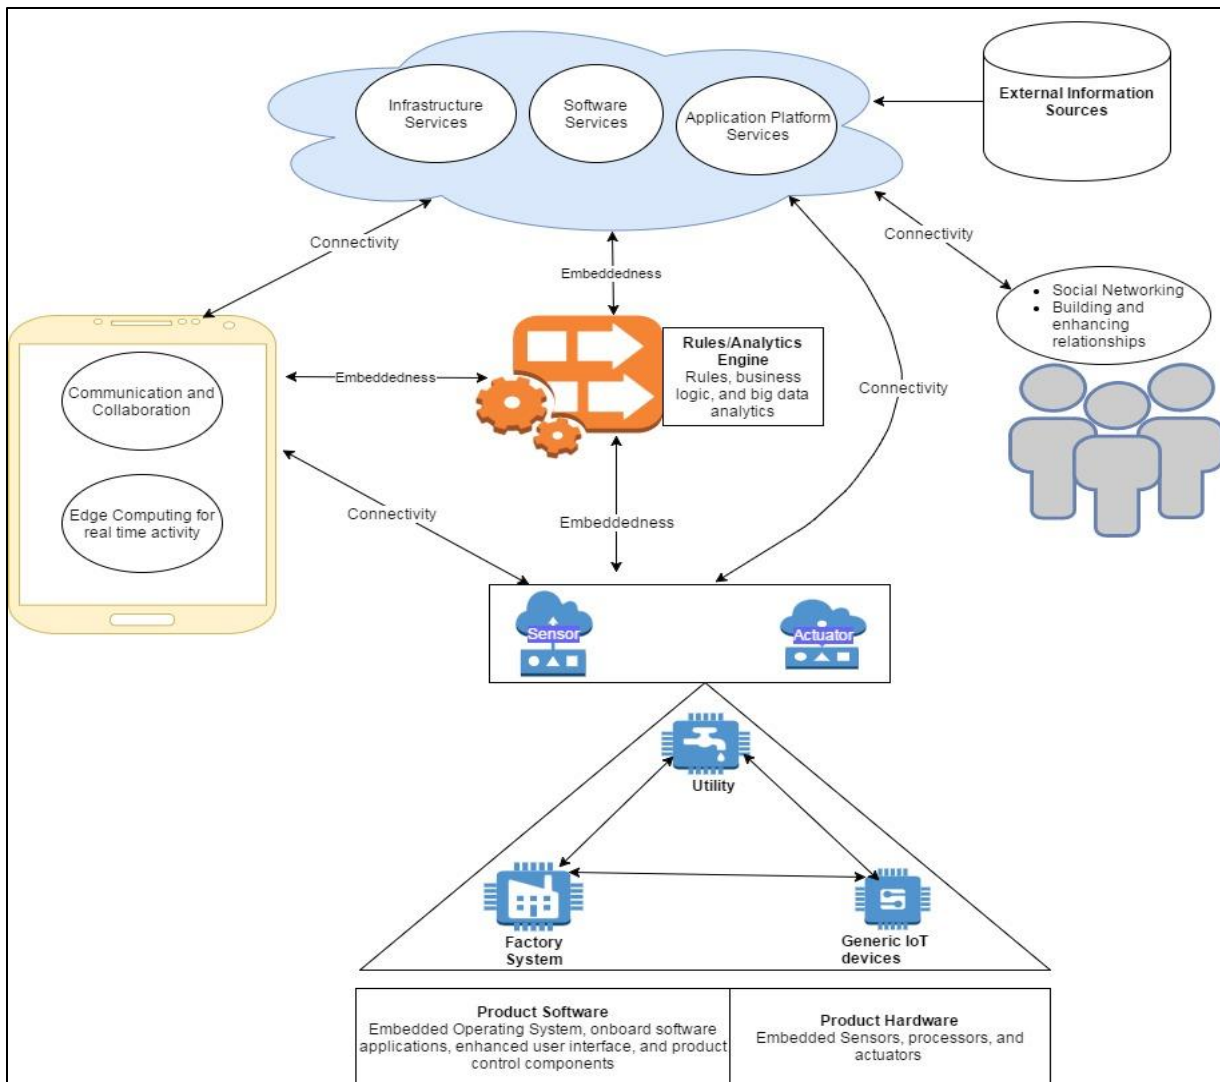 Infrastructure
Services
Software
Services
Application Platform
Services
External Information
Sources
Connectivity
Embeddedness
Connectivity
• Social Networking
• Building and
enhancing
relationships
Communication and
Collaboration
Edge Computing for
real time activity
Embeddedness
Rules/Analytics
Engine
Rules, business
logic, and big data
analytics
Connectivity
Connectivity
Embeddedness
Sensor
Actuator
Utility
Factory
System
Generic IoT
devices
Product Software
Embedded Operating System, onboard software
applications, enhanced user interface, and product
control components
Product Hardware
Embedded Sensors, processors, and
actuators